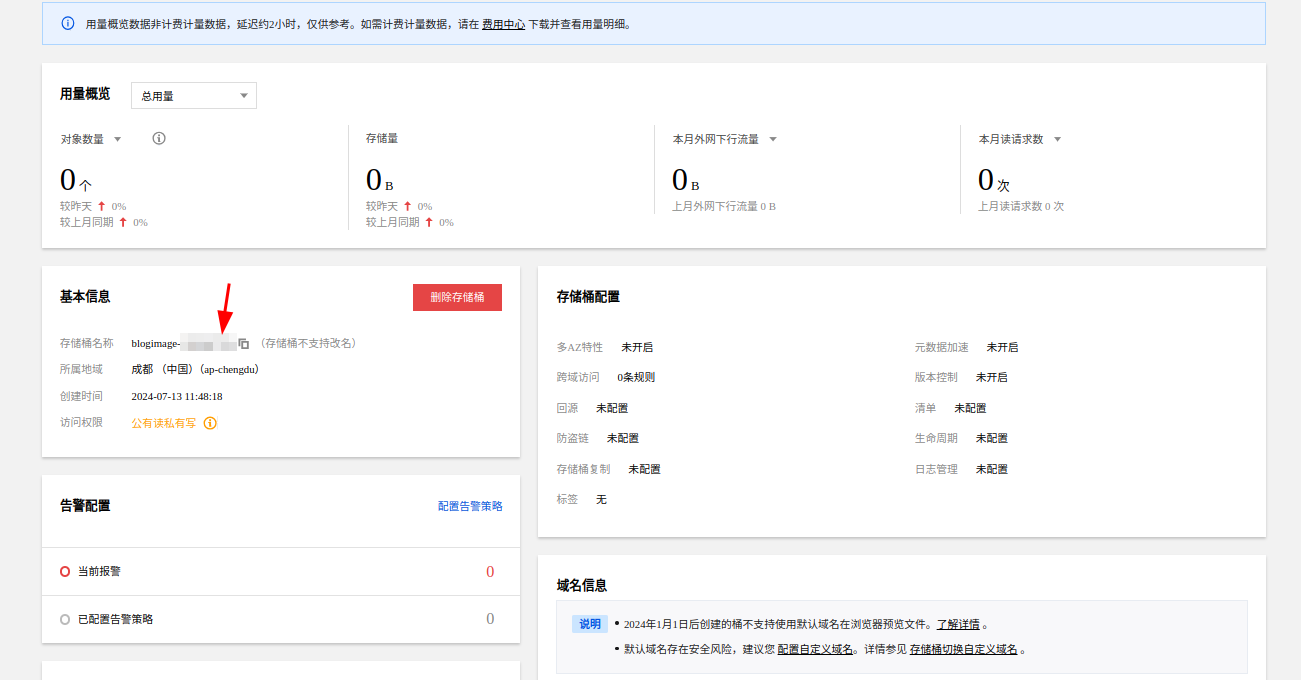 用量概览数据非计费计量数据，延迟约2小时，仅供参考。如需计费计量数据，请在 费用中心 下载并查看用量明细。
用量概览 总用量
对象数量 存储量 本月外网下行流量 本月读请求数
0 个 0 B 0 B 0 次
较昨天 0% 较昨天 0% 上月外网下行流量 0 B 上月读请求数 0 次
较上月同期 0% 较上月同期 0%
基本信息 删除存储桶
存储桶名称 blogimage- （存储桶不支持改名）
所属地域 成都 （中国）（ap-chengdu）
创建时间 2024-07-13 11:48:18
访问权限 公有读私有写
告警配置 配置告警策略
当前报警 0
已配置告警策略 0
存储桶配置
多AZ特性 未开启 元数据加速 未开启
跨域访问 0条规则 版本控制 未开启
回源 未配置 清单 未配置
防盗链 未配置 生命周期 未配置
存储桶复制 未配置 日志管理 未配置
标签 无
域名信息
说明 • 2024年1月1日后创建的桶不支持使用默认域名在浏览器预览文件。了解详情 。
• 默认域名存在安全风险，建议您 配置自定义域名。详情参见 存储桶切换自定义域名 。